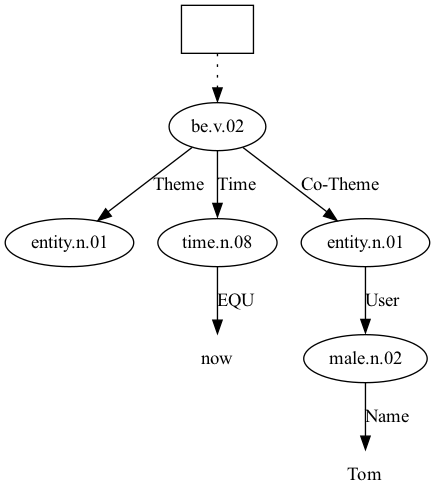 be.v.02
Theme
Time
Co-Theme
entity.n.01
time.n.08
entity.n.01
EQU
User
now
male.n.02
Name
Tom